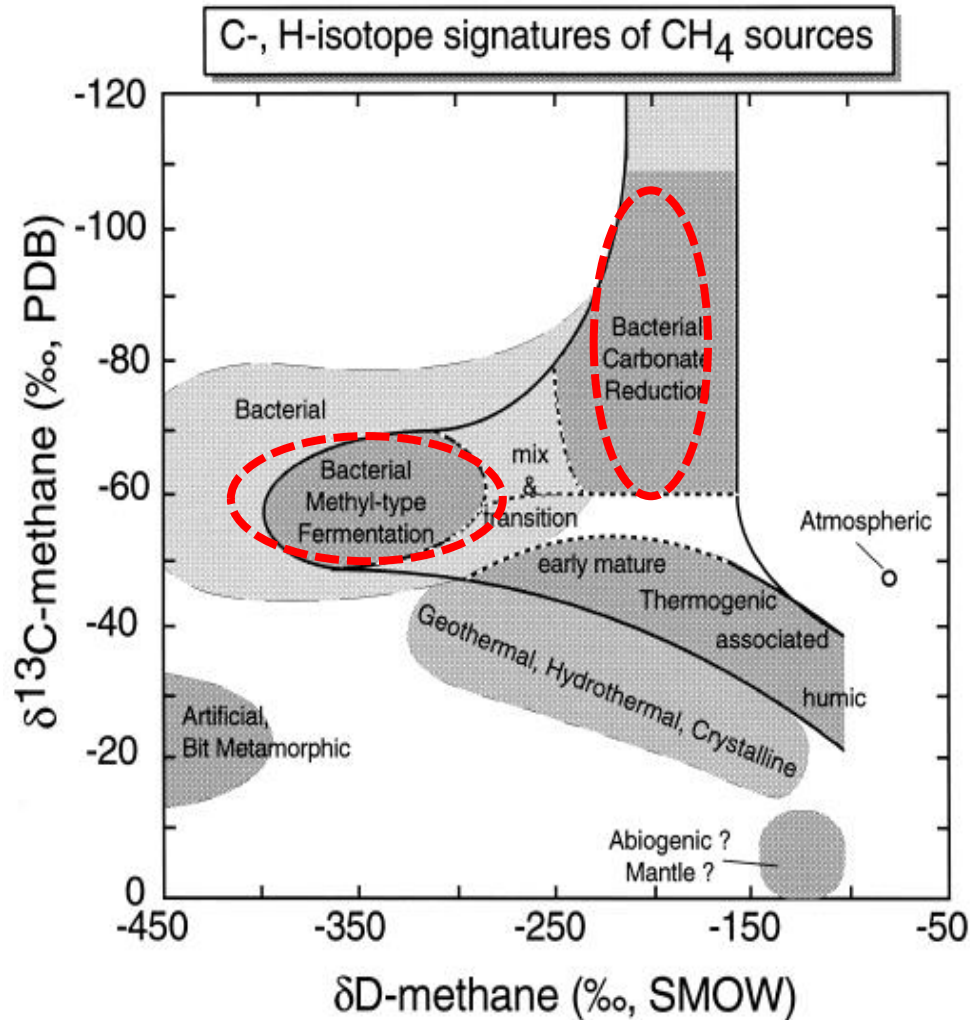 C-, H-isotope signatures of CH4 sources
-120
-100
-80
-60
-40
-20
0
δ13C-methane (‰, PDB)
Bacterial
Carbonate
Reduction
Bacterial
mix
&
transition
Bacterial
Methyl-type
Fermentation
Atmospheric
early mature
Thermogenic
associated
humic
Geothermal, Hydrothermal, Crystalline
Artificial,
Bit Metamorphic
Abiogenic ?
Mantle ?
-450
-350
-250
-150
-50
δD-methane (‰, SMOW)